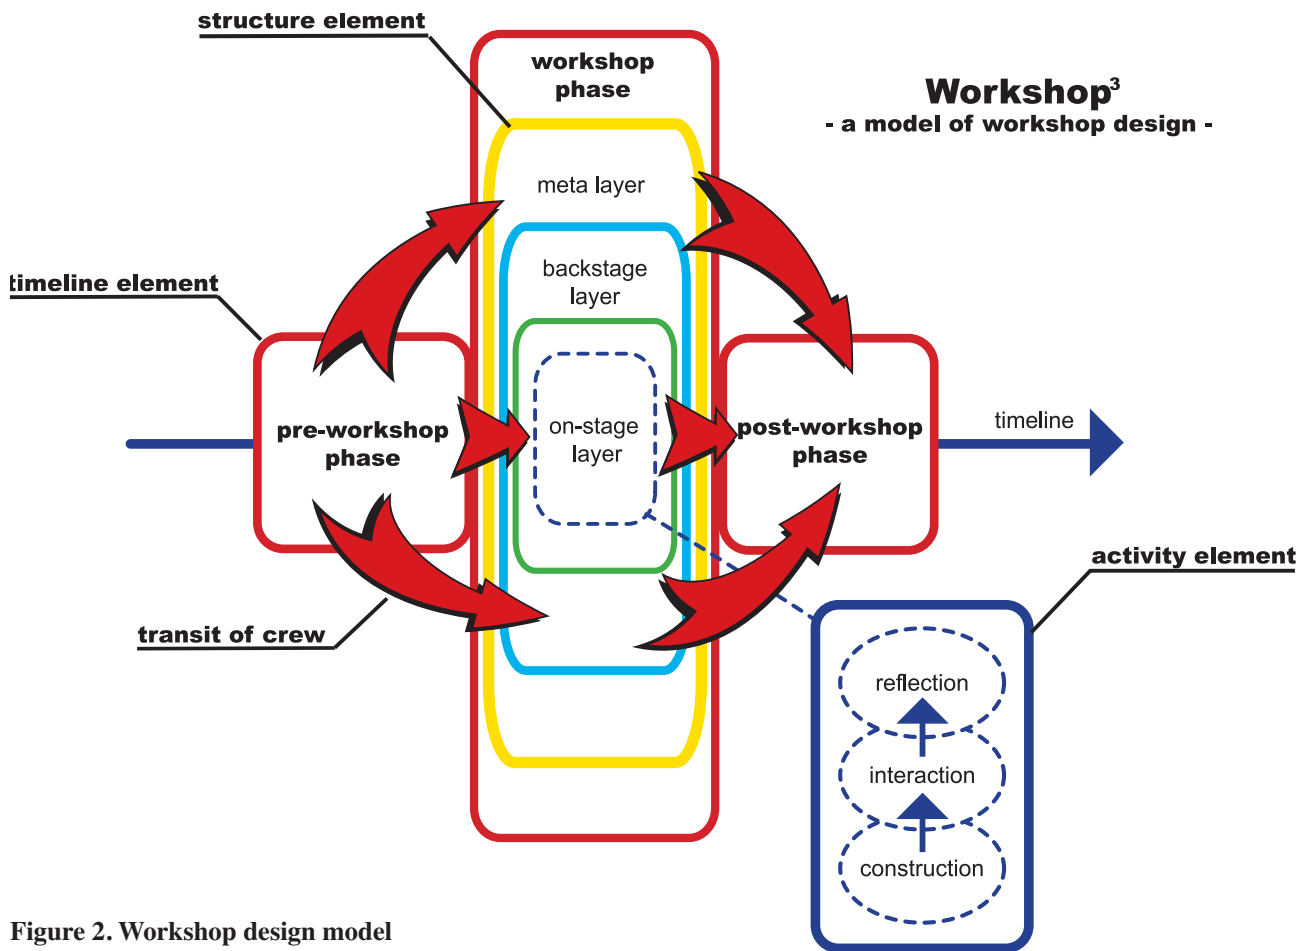 structure element
workshop
phase
Workshop³
- a model of workshop design -
meta layer
backstage
layer
timeline element
pre-workshop
phase
on-stage
layer
post-workshop
phase
timeline
activity element
transit of crew
reflection
interaction
construction
Figure 2. Workshop design model